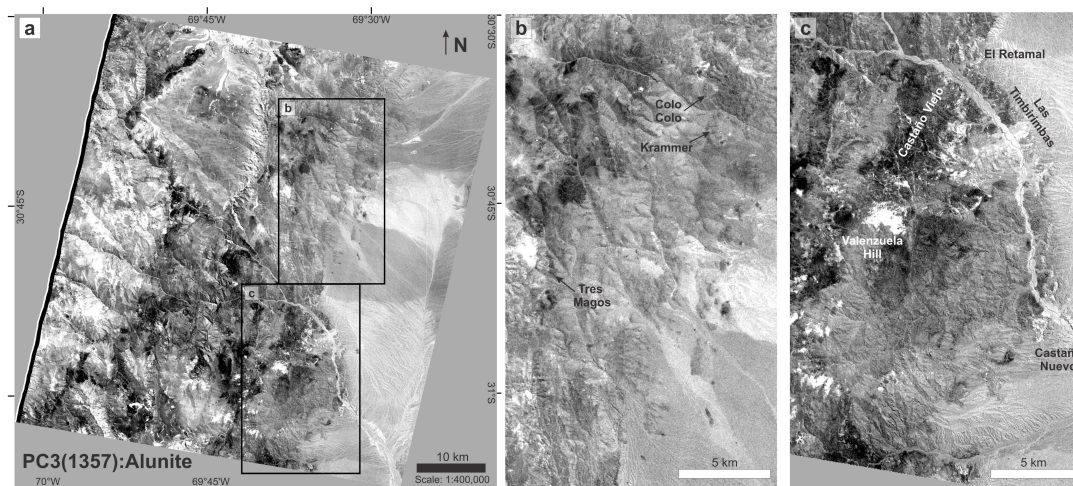 a
69°45'W
69°30'W
N
30°30'S
b
30°45'S
30°45'S
c
31°S
PC3(1357):Alunite
10 km
Scale: 1:400,000
70°W
69°45'W
b
Colo
Colo
Krammer
Tres
Magos
5 km
c
El Retamal
Las
Timbirimbas
Castaño Viejo
Valenzuela
Hill
Castañ
Nuevo
5 km